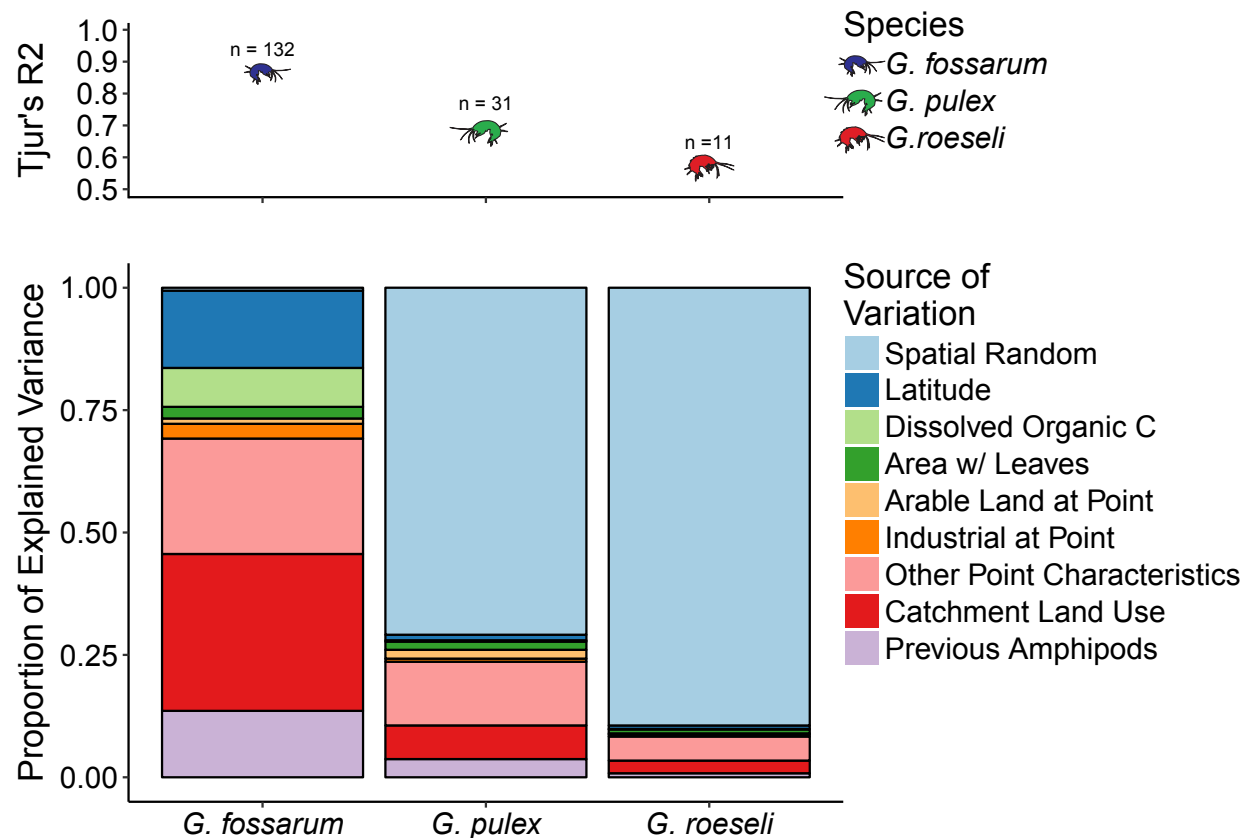 Tjur's R2
1.0
0.9
0.8
0.7
0.6
0.5
n = 132
n = 31
n =11
Species
G. fossarum
G. pulex
G.roeseli
Proportion of Explained Variance
1.00
0.75
0.50
0.25
0.00
G. fossarum
G. pulex
G. roeseli
Source of
Variation
Spatial Random
Latitude
Dissolved Organic C
Area w/ Leaves
Arable Land at Point
Industrial at Point
Other Point Characteristics
Catchment Land Use
Previous Amphipods